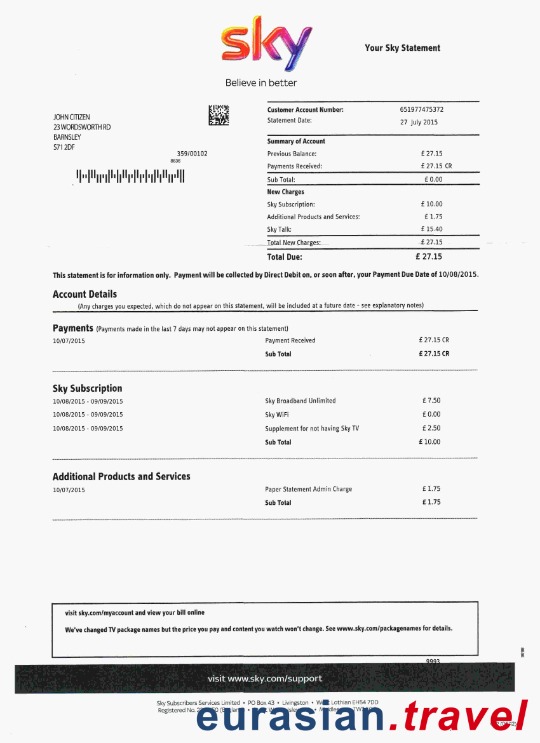 sky
Your Sky Statement
Believe in better
JOHN CITIZEN
23 WORDSWORTH RD
BARNSLEY
S71 2DF
359/00102
Customer Account Number: 651977475372
Statement Date: 27 July 2015
Summary of Account
Previous Balance: £ 27.15
Payments Received: £ 27.15 CR
Sub Total: £ 0.00
New Charges
Sky Subscription: £ 10.00
Additional Products and Services: £ 1.75
Sky Talk: £ 15.40
Total New Charges: £ 27.15
Total Due: £ 27.15
This statement is for information only. Payment will be collected by Direct Debit on, or soon after, your Payment Due Date of 10/08/2015.
Account Details
(Any charges you expected, which do not appear on this statement, will be included at a future date - see explanatory notes)
Payments (Payments made in the last 7 days may not appear on this statement)
10/07/2015 Payment Received £ 27.15 CR
Sub Total £ 27.15 CR
Sky Subscription
10/08/2015 - 09/09/2015 Sky Broadband Unlimited £ 7.50
10/08/2015 - 09/09/2015 Sky WiFi £ 0.00
10/08/2015 - 09/09/2015 Supplement for not having Sky TV £ 2.50
Sub Total £ 10.00
Additional Products and Services
10/07/2015 Paper Statement Admin Charge £ 1.75
Sub Total £ 1.75
visit sky.com/myaccount and view your bill online
We've changed TV package names but the price you pay and content you watch won't change. See www.sky.com/packagenames for details.
9993
visit www.sky.com/support
Sky Subscribers Services Limited • PO Box 43 • Livingston • West Lothian EH54 7DD
Registered No.
eurasian.travel